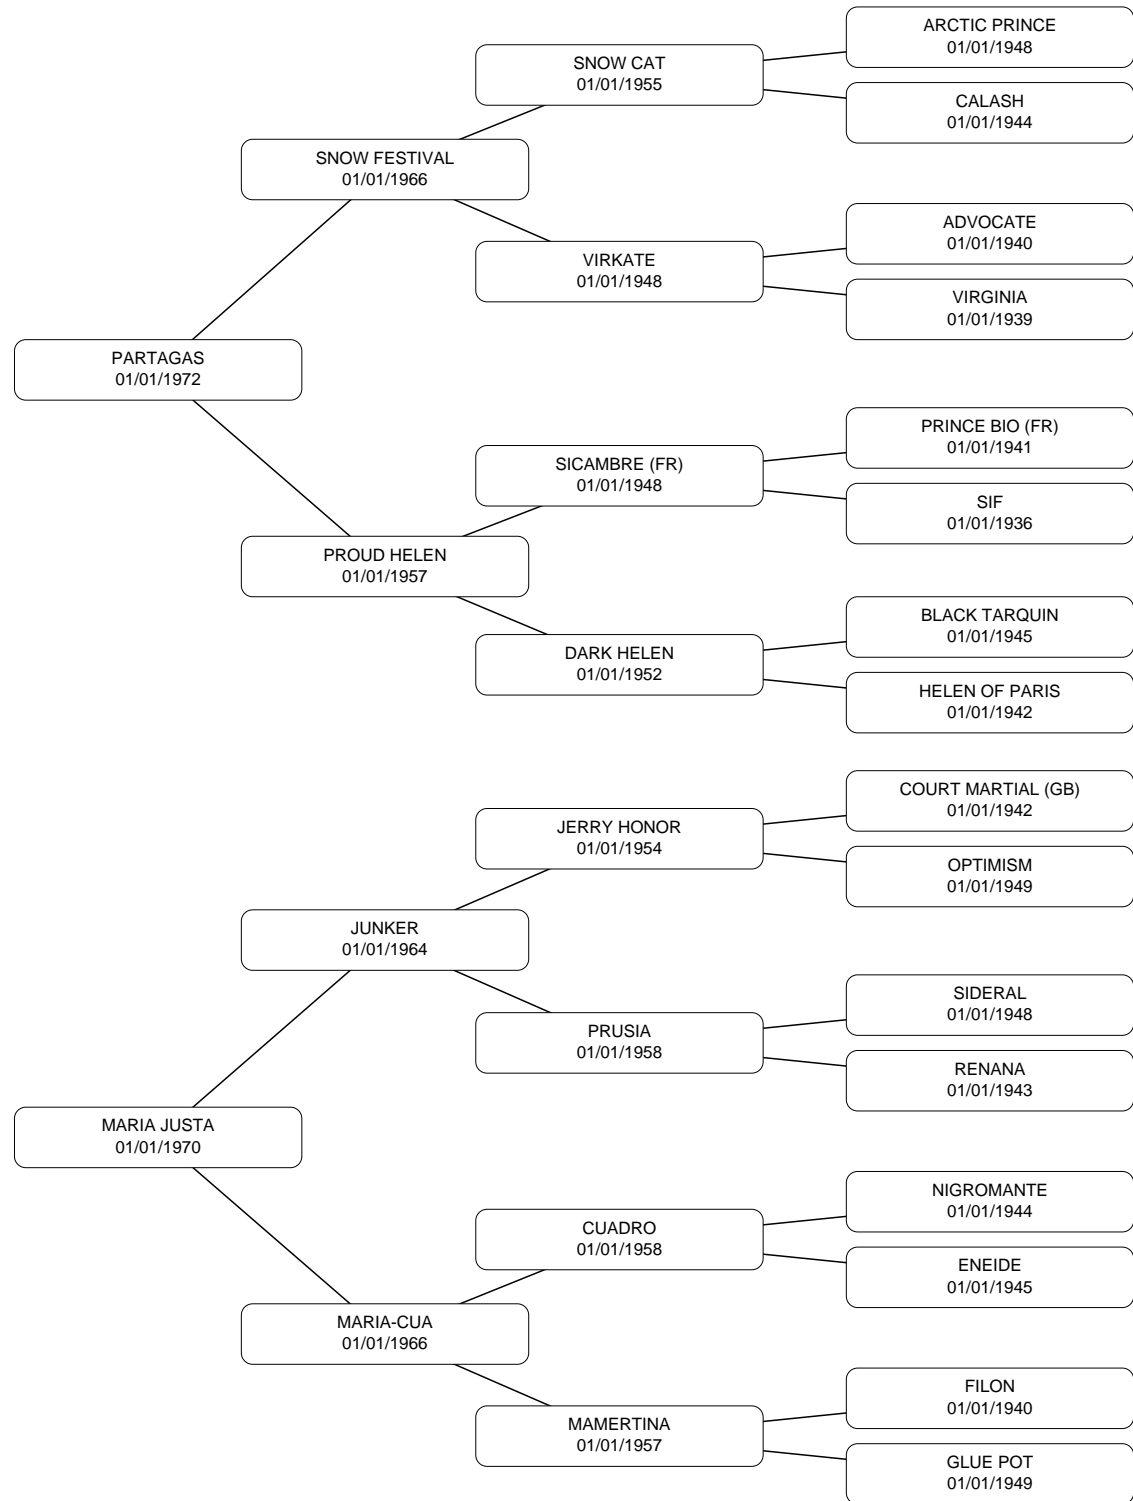 ARCTIC PRINCE
01/01/1948
SNOW CAT
01/01/1955
CALASH
01/01/1944
SNOW FESTIVAL
01/01/1966
ADVOCATE
01/01/1940
VIRKATE
01/01/1948
VIRGINIA
01/01/1939
PARTAGAS
01/01/1972
PRINCE BIO (FR)
01/01/1941
SICAMBRE (FR)
01/01/1948
SIF
01/01/1936
PROUD HELEN
01/01/1957
BLACK TARQUIN
01/01/1945
DARK HELEN
01/01/1952
HELEN OF PARIS
01/01/1942
COURT MARTIAL (GB)
01/01/1942
JERRY HONOR
01/01/1954
OPTIMISM
01/01/1949
JUNKER
01/01/1964
SIDERAL
01/01/1948
PRUSIA
01/01/1958
RENANA
01/01/1943
MARIA JUSTA
01/01/1970
NIGROMANTE
01/01/1944
CUADRO
01/01/1958
ENEIDE
01/01/1945
MARIA-CUA
01/01/1966
FILON
01/01/1940
MAMERTINA
01/01/1957
GLUE POT
01/01/1949